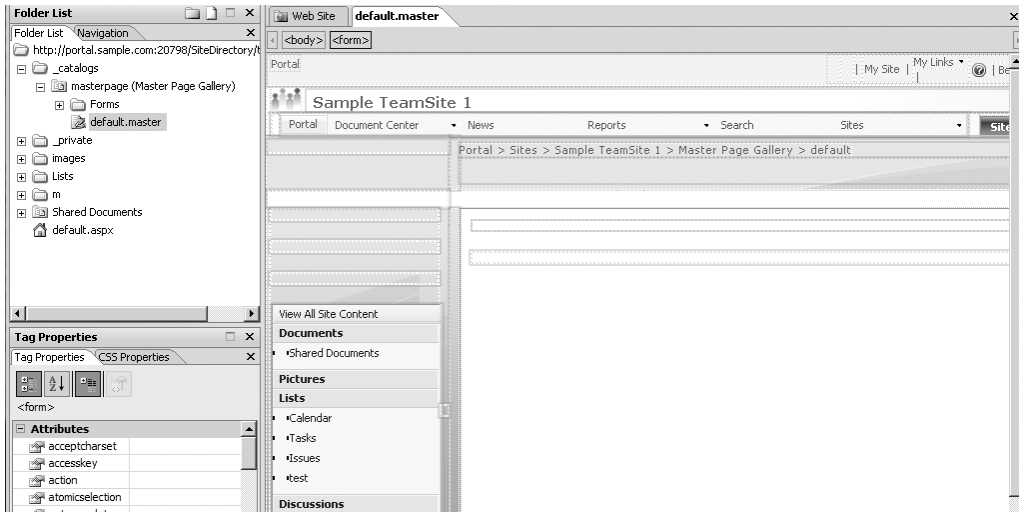 Folder List
Folder List Navigation
http://portal.sample.com:20798/SiteDirectory/t
_catalogs
masterpage (Master Page Gallery)
Forms
default.master
_private
images
Lists
m
Shared Documents
default.aspx
Tag Properties
Tag Properties CSS Properties
<form>
Attributes
acceptcharset
accesskey
action
atomicselection
Web Site default.master
<body> <form>
Portal
| My Site | My Links | Be
Sample TeamSite 1
Portal Document Center News Reports Search Sites Site
Portal > Sites > Sample TeamSite 1 > Master Page Gallery > default
View All Site Content
Documents
Shared Documents
Pictures
Lists
Calendar
Tasks
Issues
test
Discussions